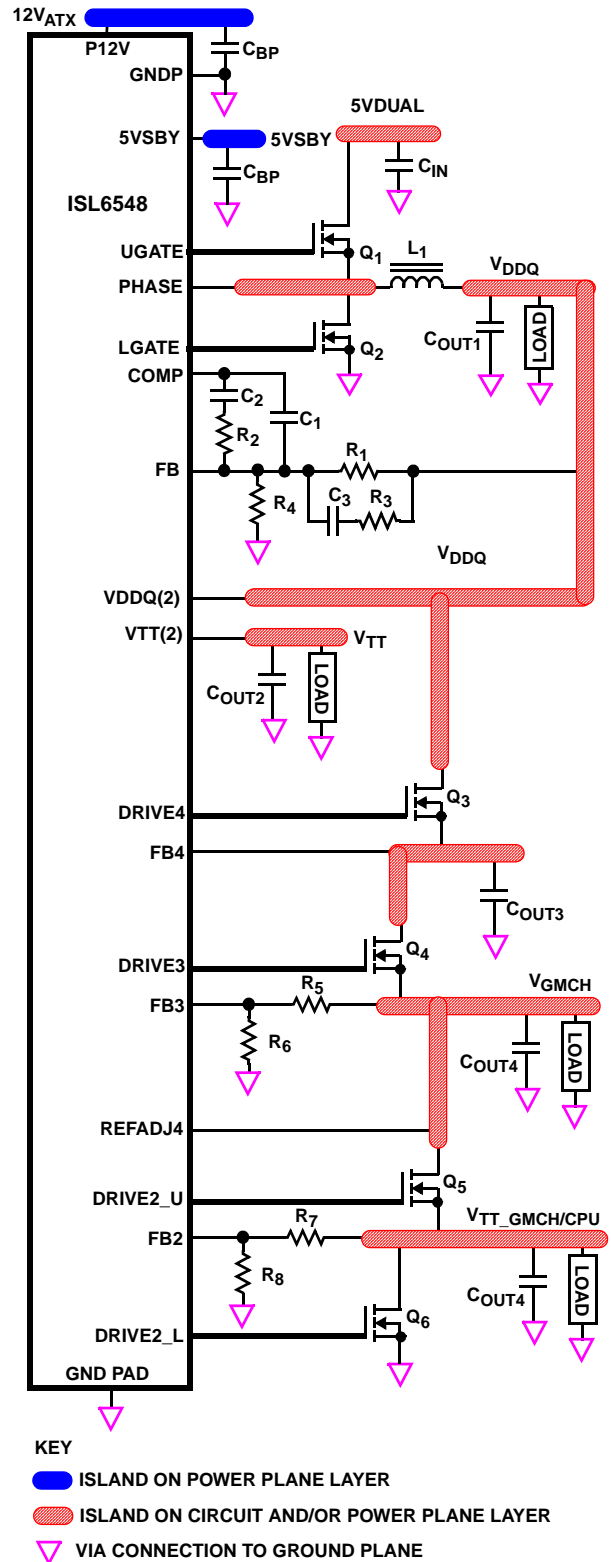 12VATX
P12V
CBP
GNDP
5VDUAL
5VSBY
5VSBY
CIN
CBP
ISL6548
UGATE
Q1
L1
VDDQ
PHASE
LGATE
Q2
COUT1
LOAD
COMP
C2
C1
R2
R1
FB
C3
R3
R4
VDDQ
VDDQ(2)
VTT(2)
VTT
COUT2
LOAD
Q3
DRIVE4
FB4
COUT3
Q4
DRIVE3
R5
VGMCH
FB3
R6
COUT4
LOAD
REFADJ4
Q5
DRIVE2_U
R7
VTT_GMCH/CPU
FB2
R8
COUT4
LOAD
Q6
DRIVE2_L
GND PAD
KEY
ISLAND ON POWER PLANE LAYER
ISLAND ON CIRCUIT AND/OR POWER PLANE LAYER
VIA CONNECTION TO GROUND PLANE